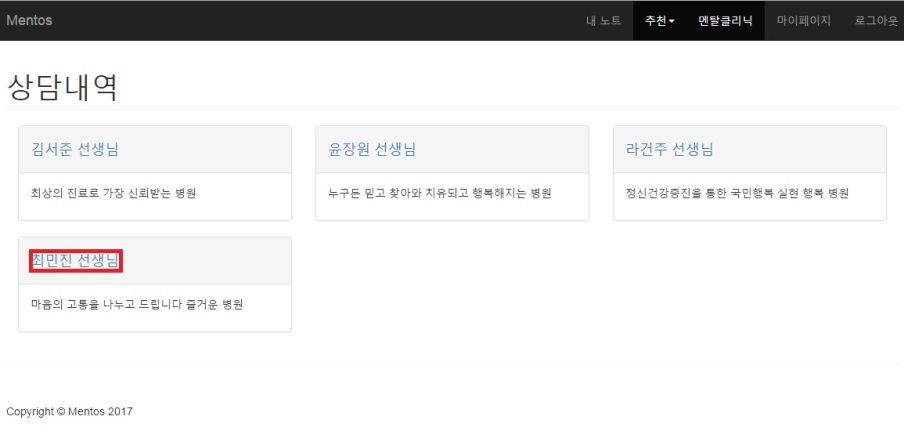 Mentos
내 노트
추천
멘탈클리닉
마이페이지
로그아웃
상담내역
김서준 선생님
윤장원 선생님
라건주 선생님
최상의 진료로 가장 신뢰받는 병원
누구든 믿고 찾아와 치유되고 행복해지는 병원
정신건강증진을 통한 국민행복 실현 행복 병원
최민진 선생님
마음의 고통을 나누고 드립니다 즐거운 병원
Copyright © Mentos 2017